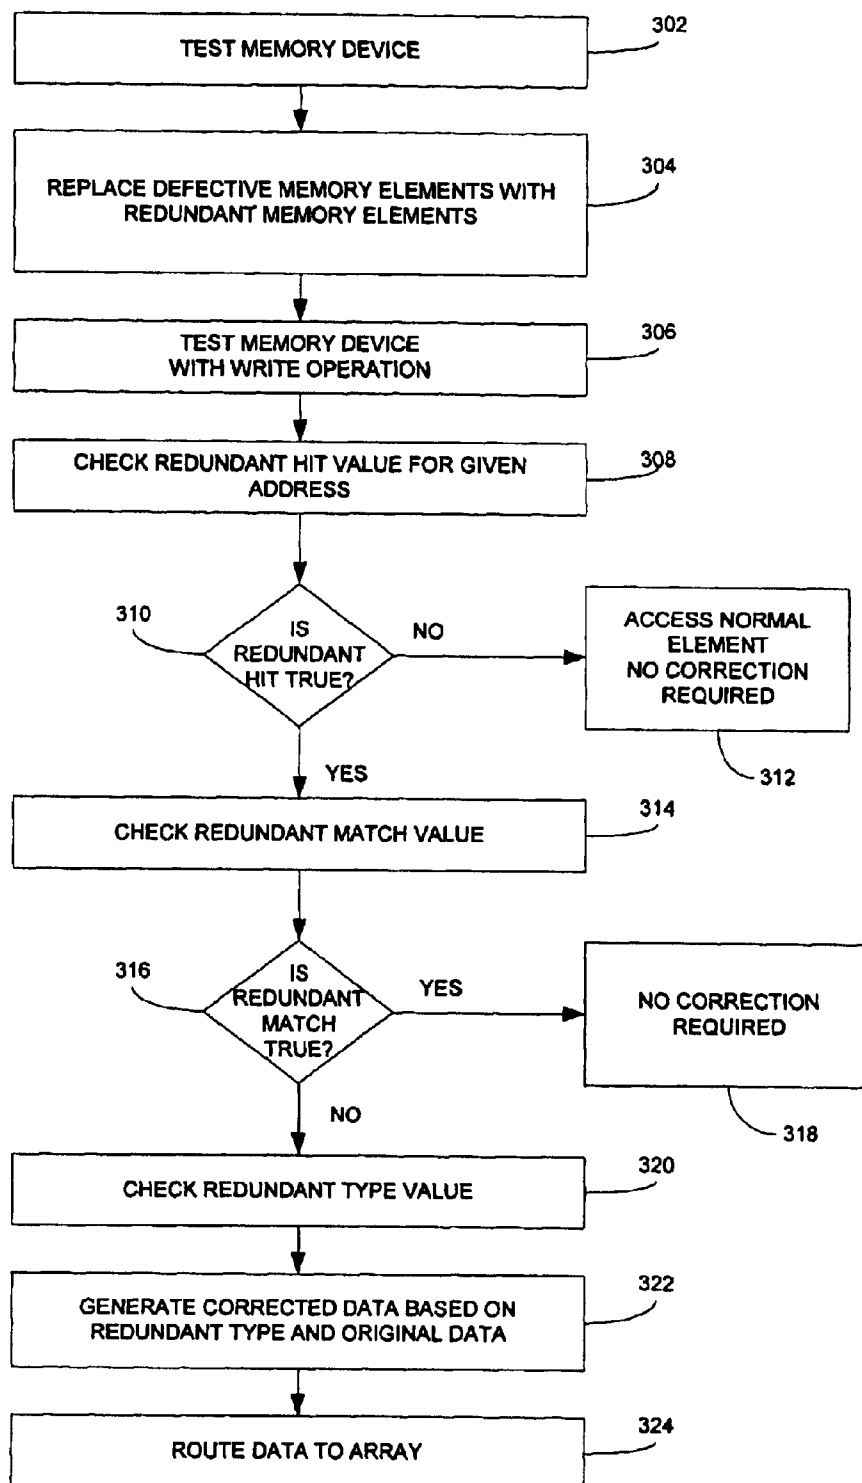 TEST MEMORY DEVICE
302
REPLACE DEFECTIVE MEMORY ELEMENTS WITH
REDUNDANT MEMORY ELEMENTS
304
TEST MEMORY DEVICE
WITH WRITE OPERATION
306
CHECK REDUNDANT HIT VALUE FOR GIVEN
ADDRESS
308
310
IS
REDUNDANT
HIT TRUE?
NO
ACCESS NORMAL
ELEMENT
NO CORRECTION
REQUIRED
312
YES
CHECK REDUNDANT MATCH VALUE
314
316
IS
REDUNDANT
MATCH
TRUE?
YES
NO CORRECTION
REQUIRED
318
NO
CHECK REDUNDANT TYPE VALUE
320
GENERATE CORRECTED DATA BASED ON
REDUNDANT TYPE AND ORIGINAL DATA
322
ROUTE DATA TO ARRAY
324